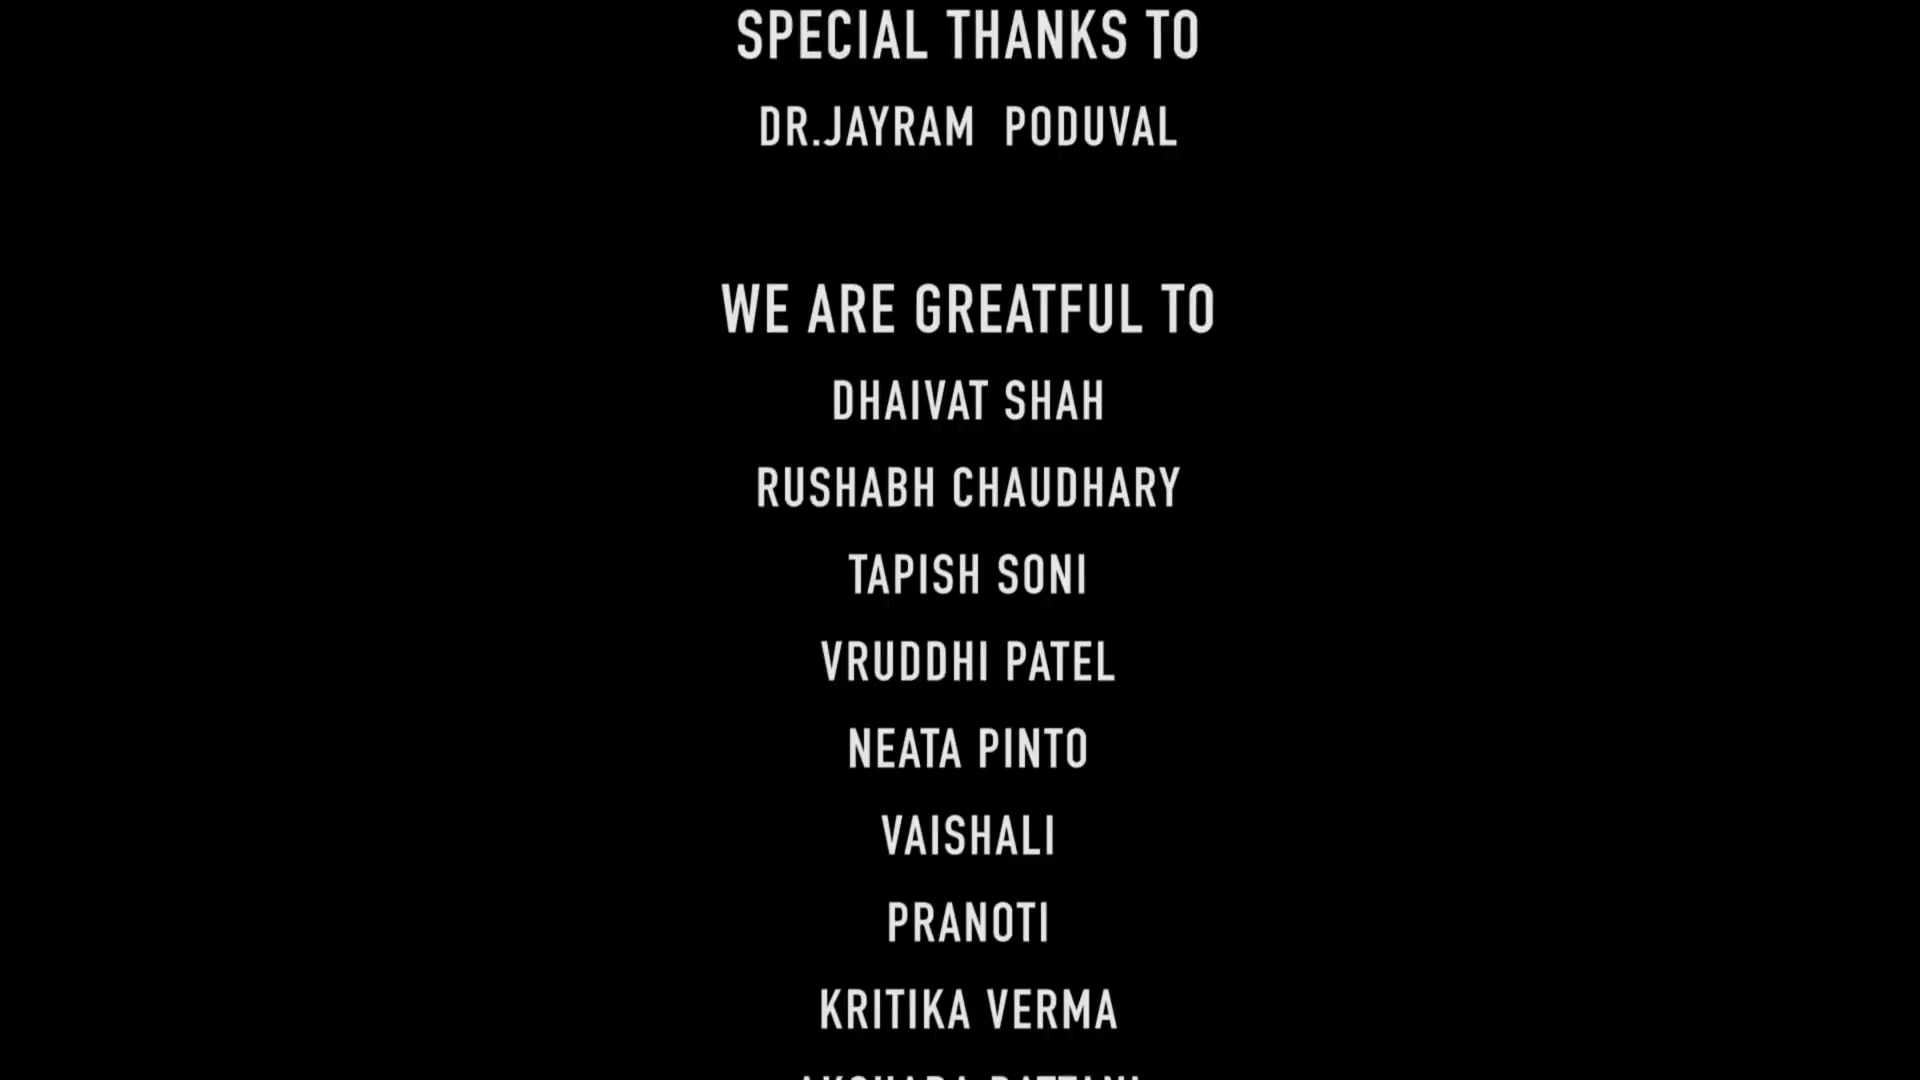 SPECIAL THANKS TO
DR.JAYRAM PODUVAL
WE ARE GREATFUL TO
DHAIVAT SHAH
RUSHABH CHAUDHARY
TAPISH SONI
VRUDDHI PATEL
NEATA PINTO
VAISHALI
PRANOTI
KRITIKA VERMA